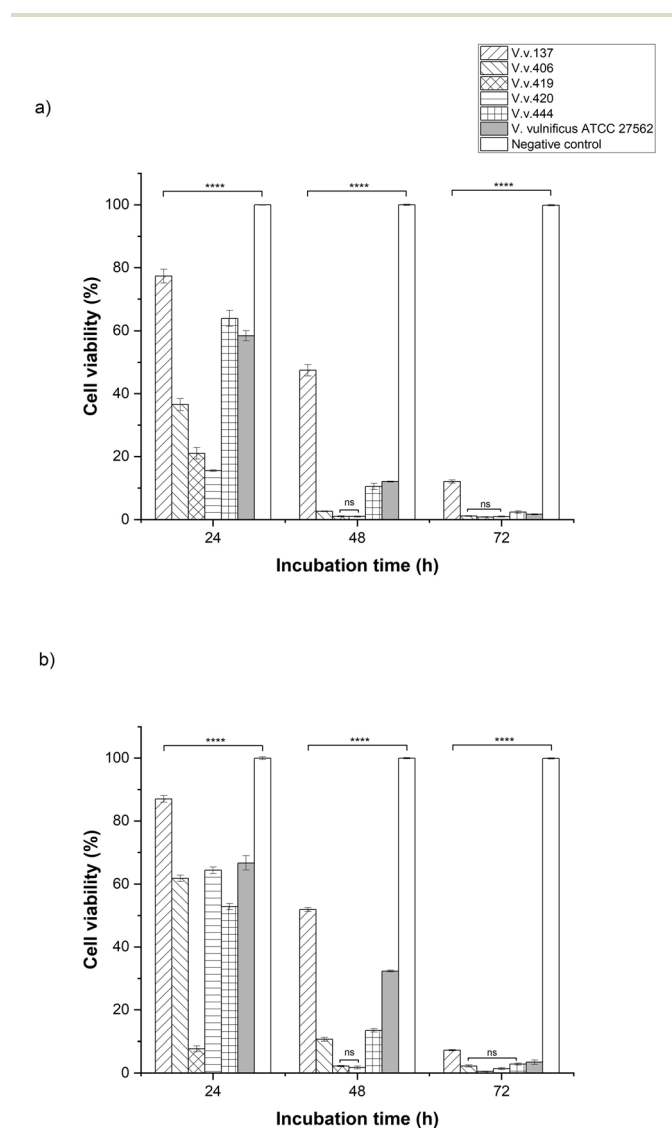 V.v.137
V.v.406
V.v.419
V.v.420
V.v.444
V. vulnificus ATCC 27562
Negative control
a)
**** **** ****
100
80
60
40
20
0
ns ns
Cell viability (%)
24 48 72
Incubation time (h)
b)
**** **** ****
100
80
60
40
20
0
ns ns
Cell viability (%)
24 48 72
Incubation time (h)